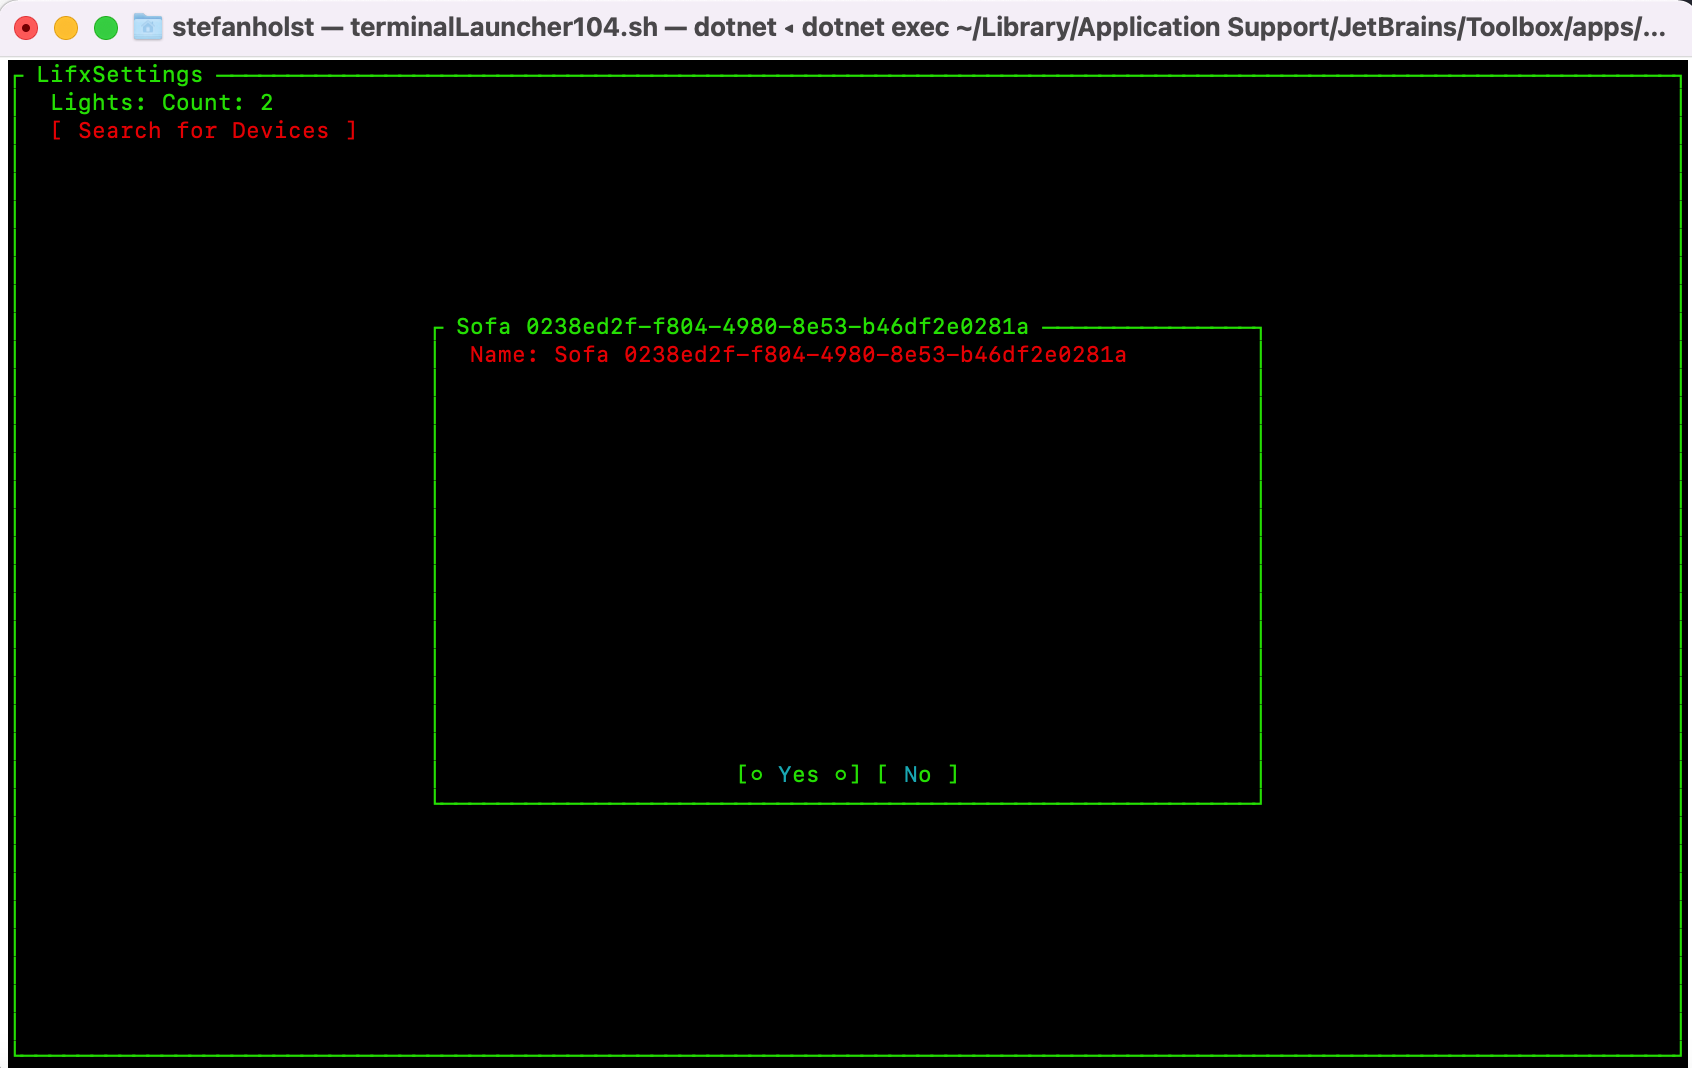 stefanholst — terminalLauncher104.sh — dotnet ◂ dotnet exec ~/Library/Application Support/JetBrains/Toolbox/apps/...
LifxSettings
Lights: Count: 2
[ Search for Devices ]
Sofa 0238ed2f-f804-4980-8e53-b46df2e0281a
Name: Sofa 0238ed2f-f804-4980-8e53-b46df2e0281a
[○ Yes ○] [ No ]